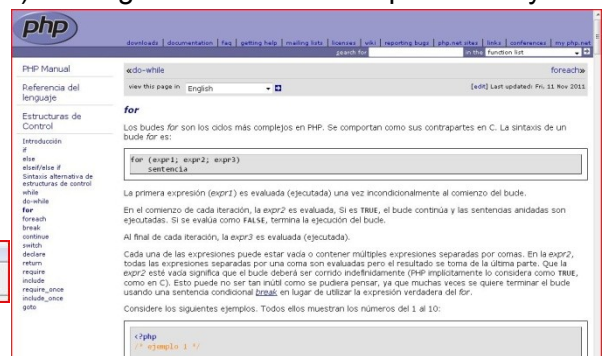 php
downloads | documentation | faq | getting help | mailing lists | licenses | wiki | reporting bugs | php.net sites | links | conferences | my php.net
search for in the function list
PHP Manual
Referencia del
lenguaje
Estructuras de
Control
Introducción
if
else
elseif/else if
Sintaxis alternativa de
estructuras de control
while
do-while
for
foreach
break
continue
switch
declare
return
require
include
require_once
include_once
goto
«do-while
foreach»
view this page in English
[edit] Last updated: Fri, 11 Nov 2011
for
Los budes for son los ciclos más complejos en PHP. Se comportan como sus contrapartes en C. La sintaxis de un
bucle for es:
for (expr1; expr2; expr3)
sentencia
La primera expresión (expr1) es evaluada (ejecutada) una vez incondicionalmente al comienzo del bucle.
En el comienzo de cada iteración, la expr2 es evaluada, Si es TRUE, el bucle continúa y las sentencias anidadas son
ejecutadas. Si se evalúa como FALSE, termina la ejecución del bucle.
Al final de cada iteración, la expr3 es evaluada (ejecutada).
Cada una de las expresiones puede estar vacía o contener múltiples expresiones separadas por comas. En la expr2,
todas las expresiones separadas por una coma son evaluadas pero el resultado se toma de la última parte. Que la
expr2 esté vacía significa que el bucle deberá ser corrido indefinidamente (PHP implícitamente lo considera como TRUE,
como en C). Esto puede no ser tan inútil como se pudiera pensar, ya que muchas veces se quiere terminar el bucle
usando una sentencia condicional break en lugar de utilizar la expresión verdadera del for.
Considere los siguientes ejemplos. Todos ellos muestran los números del 1 al 10:
<?php
/* ejemplo 1 */